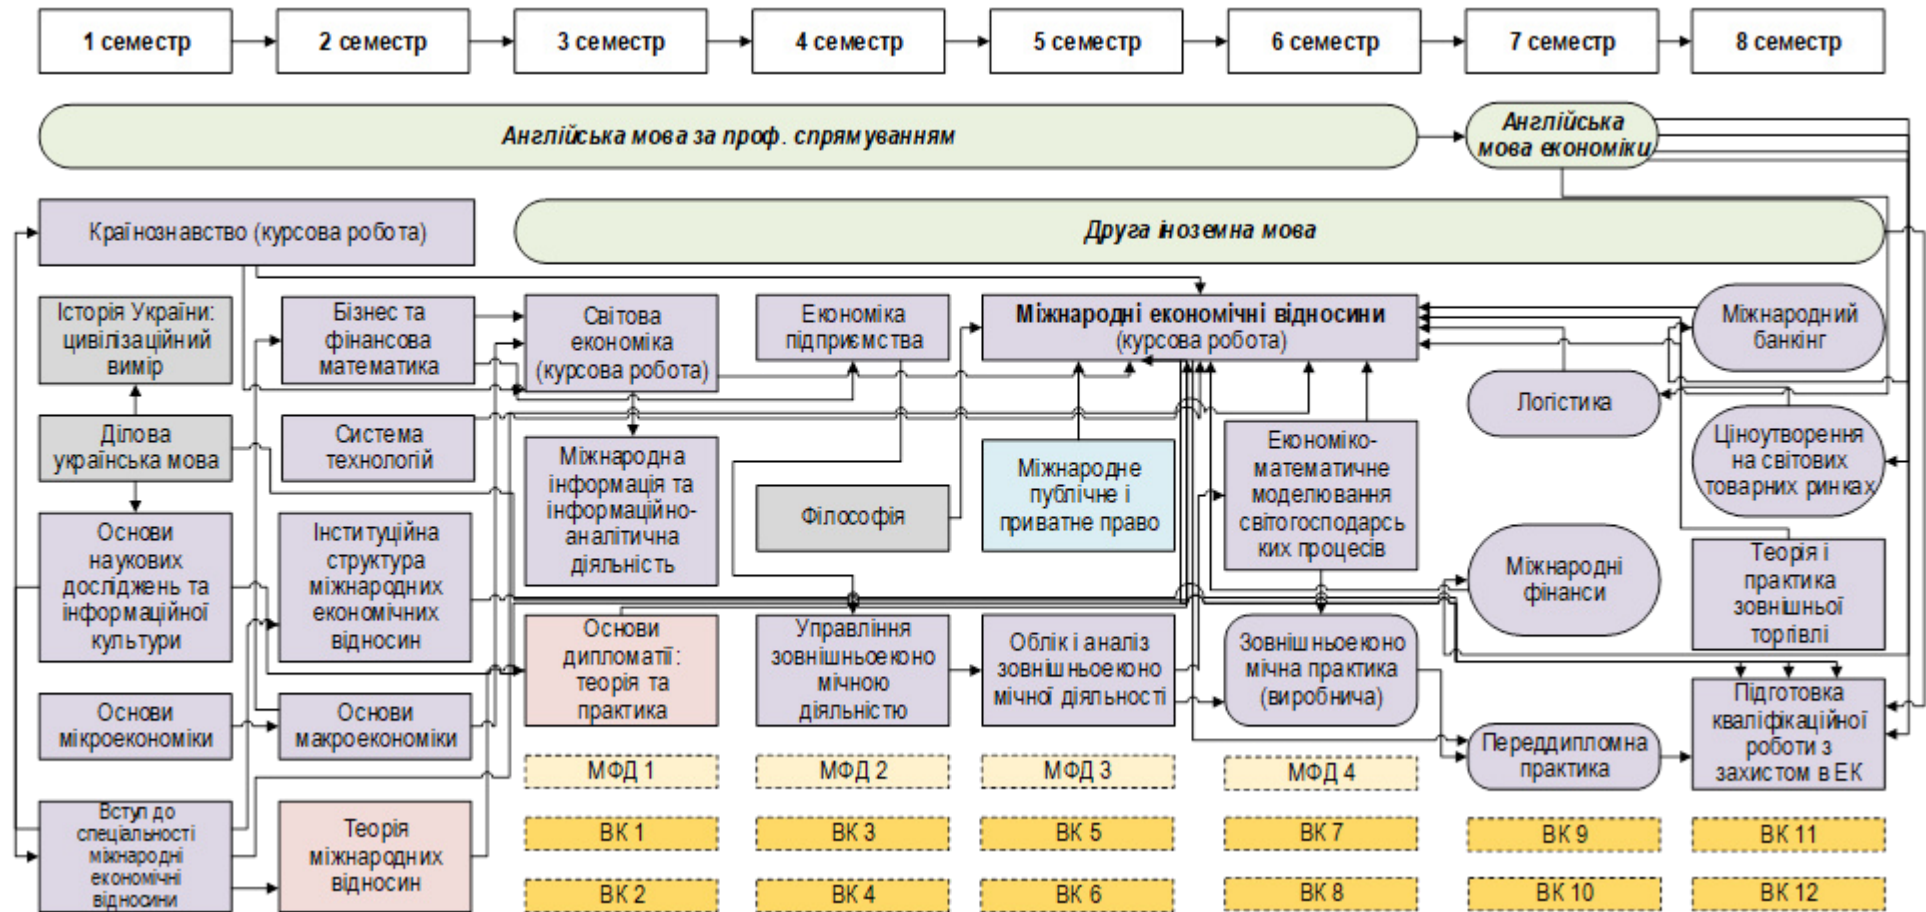 1 семестр
2 семестр
3 семестр
4 семестр
5 семестр
6 семестр
7 семестр
8 семестр
Англійська мова за проф. спрямуванням
Англійська
мова економіки
Країнознавство (курсова робота)
Друга іноземна мова
Історія України:
цивілізаційний
вимір
Бізнес та
фінансова
математика
Світова
економіка
(курсова робота)
Економіка
підприємства
Міжнародні економічні відносини
(курсова робота)
Міжнародний
банкінг
Логістика
Ділова
українська мова
Система
технологій
Міжнародна
інформація та
інформаційно-
аналітична
діяльність
Філософія
Міжнародне
публічне і
приватне право
Економіко-
математичне
моделювання
світогосподарсь
ких процесів
Ціноутворення
на світових
товарних ринках
Основи
наукових
досліджень та
інформаційної
культури
Інституційна
структура
міжнародних
економічних
відносин
Міжнародні
фінанси
Теорія і
практика
зовнішньої
торгівлі
Основи
дипломатії:
теорія та
практика
Управління
зовнішньоеконо
мічною
діяльністю
Облік і аналіз
зовнішньоеконо
мічної діяльності
Зовнішньоеконо
мічна практика
(виробнича)
Основи
мікроекономіки
Основи
макроекономіки
Переддипломна
практика
Підготовка
кваліфікаційної
роботи з
захистом в ЕК
МФД 1
МФД 2
МФД 3
МФД 4
Вступ до
спеціальності
міжнародні
економічні
відносини
Теорія
міжнародних
відносин
ВК 1
ВК 3
ВК 5
ВК 7
ВК 9
ВК 11
ВК 2
ВК 4
ВК 6
ВК 8
ВК 10
ВК 12